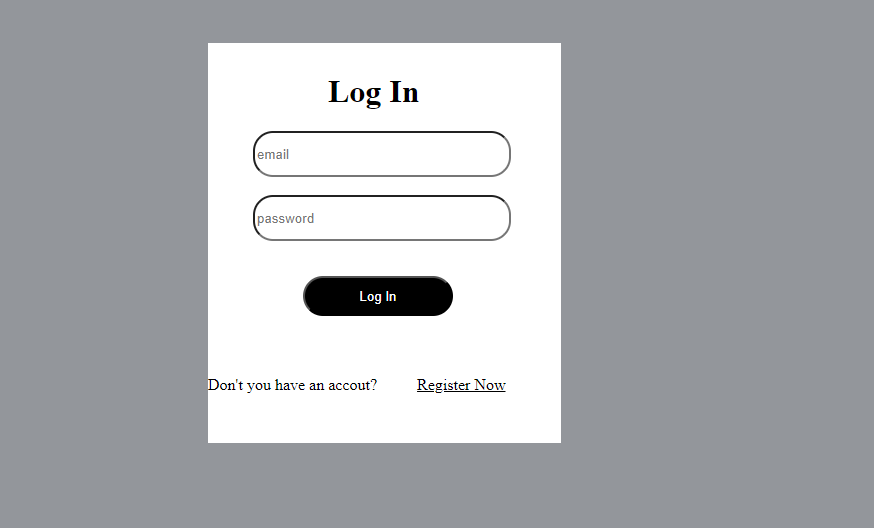 Log In
email
password
Log In
Don't you have an accout? Register Now